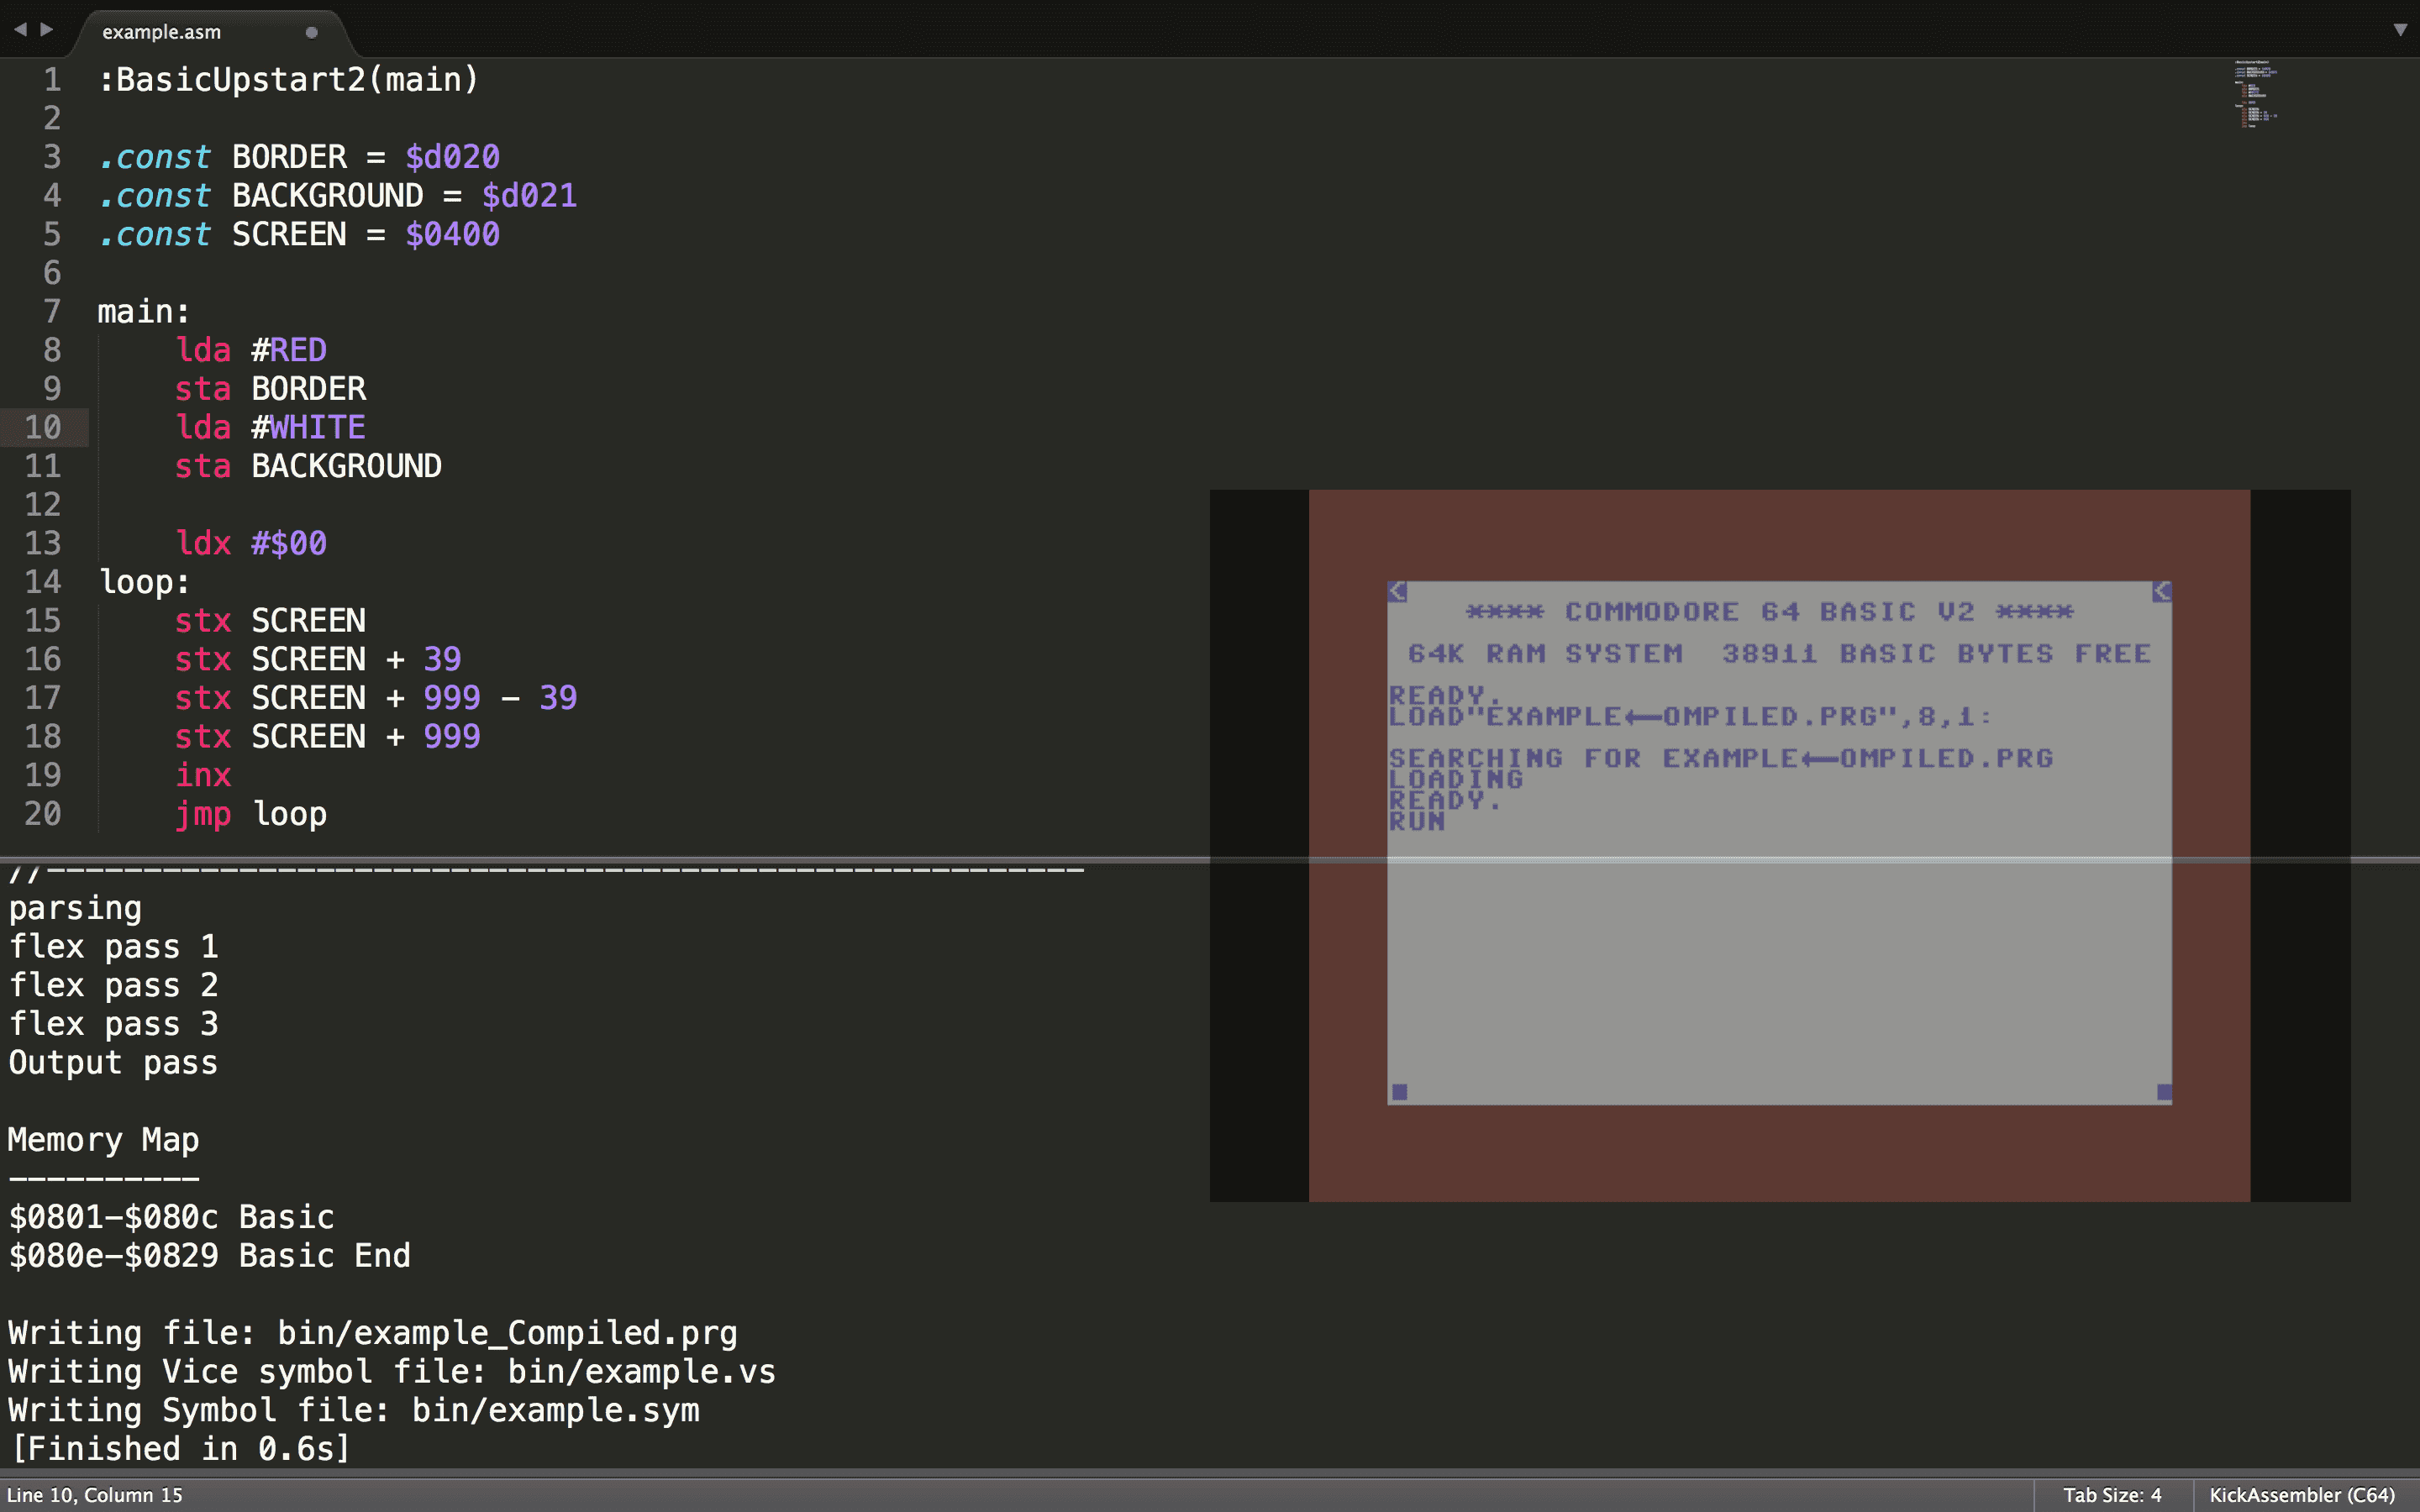 example.asm
1 :BasicUpstart2(main)
2
3 .const BORDER = $d020
4 .const BACKGROUND = $d021
5 .const SCREEN = $0400
6
7 main:
8 lda #RED
9 sta BORDER
10 lda #WHITE
11 sta BACKGROUND
12
13 ldx #$00
14 loop:
15 stx SCREEN
16 stx SCREEN + 39
17 stx SCREEN + 999 - 39
18 stx SCREEN + 999
19 inx
20 jmp loop
**** COMMODORE 64 BASIC V2 ****
64K RAM SYSTEM 38911 BASIC BYTES FREE
READY.
LOAD"EXAMPLE←OMPILED.PRG",8,1:
SEARCHING FOR EXAMPLE←OMPILED.PRG
LOADING
READY.
RUN
//------------------------------------------------------
parsing
flex pass 1
flex pass 2
flex pass 3
Output pass
Memory Map
----------
$0801-$080c Basic
$080e-$0829 Basic End
Writing file: bin/example_Compiled.prg
Writing Vice symbol file: bin/example.vs
Writing Symbol file: bin/example.sym
[Finished in 0.6s]
Line 10, Column 15
Tab Size: 4
KickAssembler (C64)